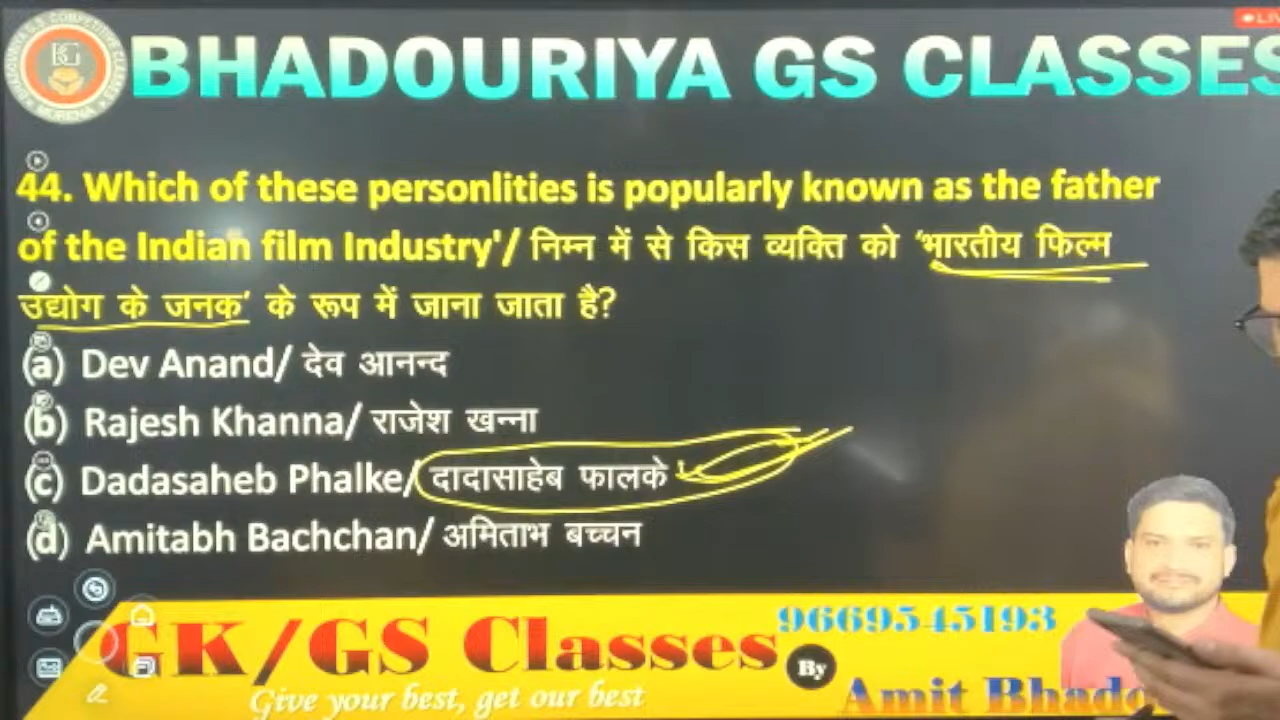 BHADOURIYA GS CLASSES
44. Which of these personlities is popularly known as the father
of the Indian film Industry'/ निम्न में से किस व्यक्ति को 'भारतीय फिल्म
उद्योग के जनक' के रूप में जाना जाता है?
(a) Dev Anand/ देव आनन्द
(b) Rajesh Khanna/ राजेश खन्ना
(c) Dadasaheb Phalke/ दादासाहेब फालके
(d) Amitabh Bachchan/ अमिताभ बच्चन
GK/GS Classes
9669545193
Give your best, get our best
By
Amit